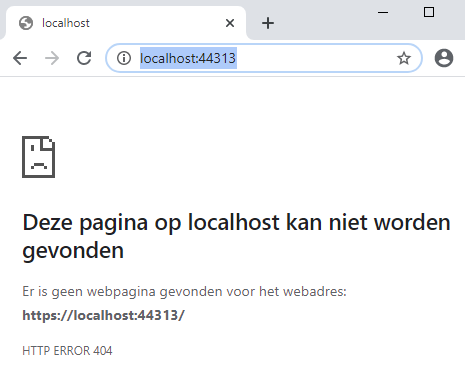 localhost
localhost:44313
Deze pagina op localhost kan niet worden
gevonden
Er is geen webpagina gevonden voor het webadres:
https://localhost:44313/
HTTP ERROR 404